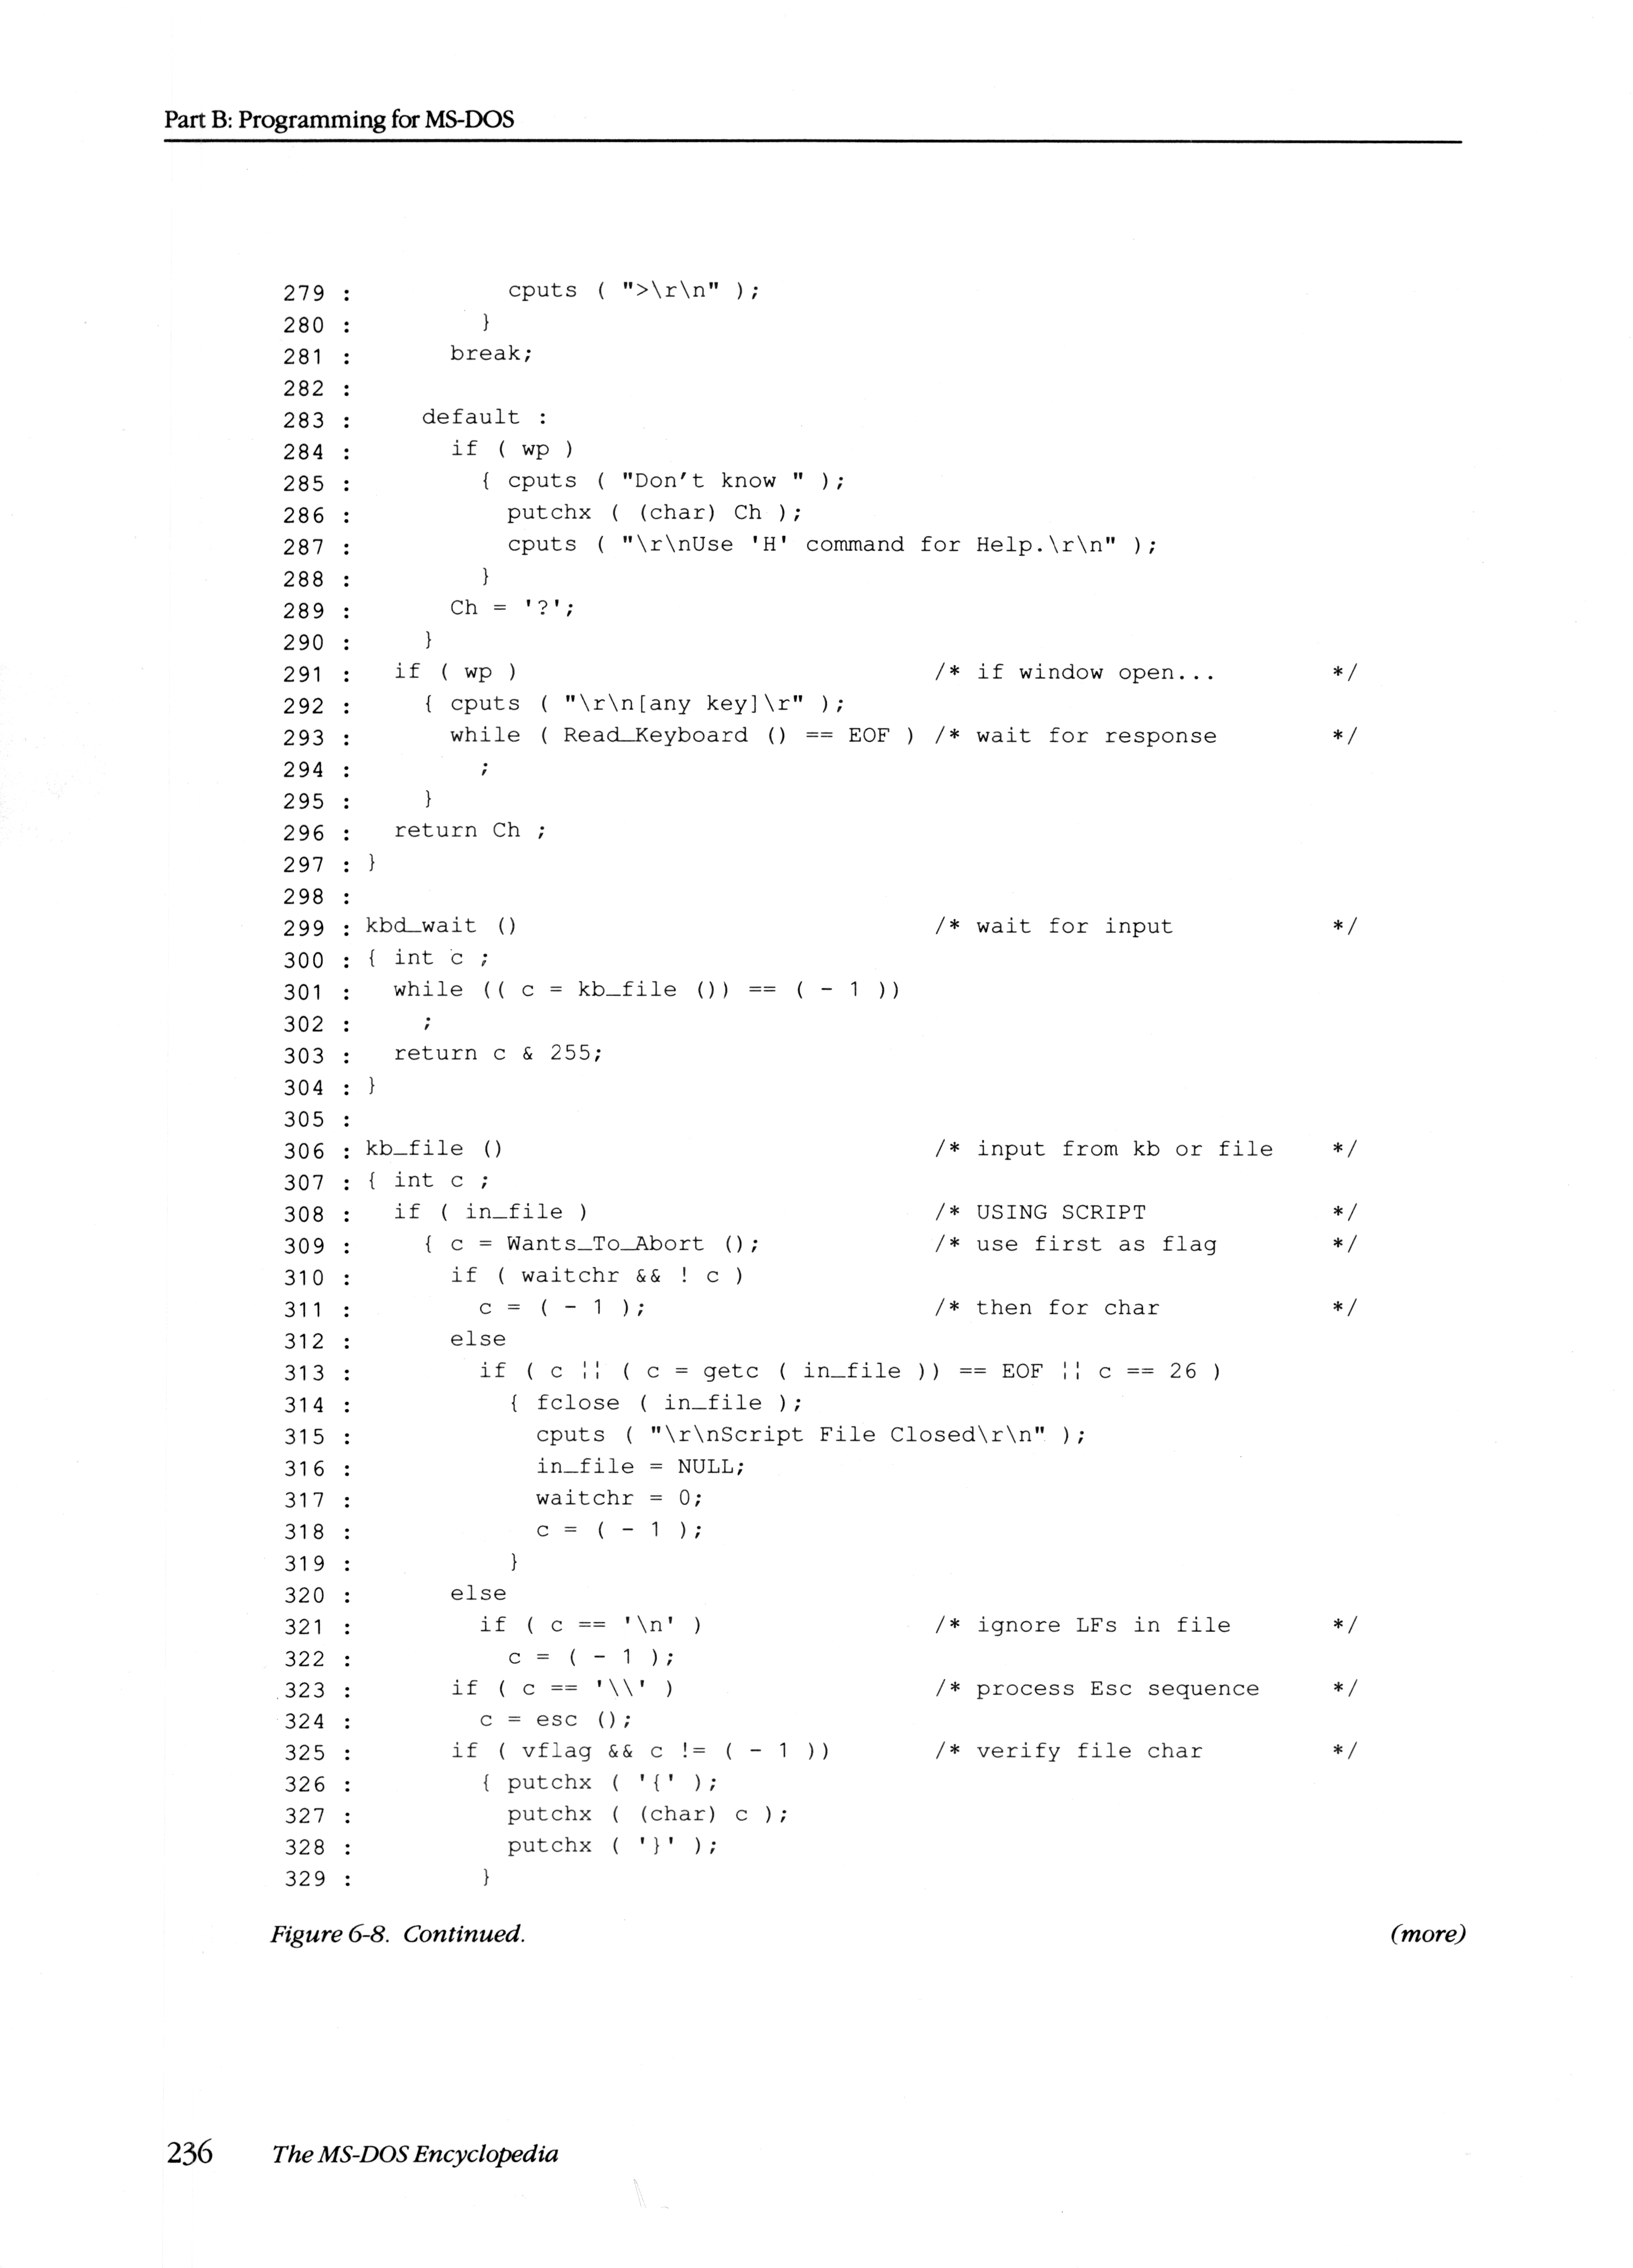 Part B: Programming for MS-DOS
279 :           cputs ( ">\r\n" );
280 :         }
281 :       break;
282 :
283 :     default :
284 :       if ( wp )
285 :         { cputs ( "Don't know " );
286 :           putchx ( (char) Ch );
287 :           cputs ( "\r\nUse 'H' command for Help.\r\n" );
288 :         }
289 :       Ch = '?';
290 :     }
291 :   if ( wp )                             /* if window open...        */
292 :     { cputs ( "\r\n[any key]\r" );
293 :       while ( Read_Keyboard () == EOF ) /* wait for response        */
294 :         ;
295 :     }
296 :   return Ch ;
297 : }
298 :
299 : kbd_wait ()                             /* wait for input           */
300 : { int c ;
301 :   while (( c = kb_file ()) == ( - 1 ))
302 :     ;
303 :   return c & 255;
304 : }
305 :
306 : kb_file ()                              /* input from kb or file    */
307 : { int c ;
308 :   if ( in_file )                        /* USING SCRIPT             */
309 :     { c = Wants_To_Abort ();            /* use first as flag        */
310 :       if ( waitchr && ! c )
311 :         c = ( - 1 );                    /* then for char            */
312 :       else
313 :         if ( c ¦¦ ( c = getc ( in_file )) == EOF ¦¦ c == 26 )
314 :           { fclose ( in_file );
315 :             cputs ( "\r\nScript File Closed\r\n" );
316 :             in_file = NULL;
317 :             waitchr = 0;
318 :             c = ( - 1 );
319 :           }
320 :       else
321 :         if ( c == '\n' )                /* ignore LFs in file       */
322 :           c = ( - 1 );
323 :       if ( c == '\\' )                  /* process Esc sequence     */
324 :         c = esc ();
325 :       if ( vflag && c != ( - 1 ))       /* verify file char         */
326 :         { putchx ( '{' );
327 :           putchx ( (char) c );
328 :           putchx ( '}' );
329 :         }
Figure 6-8. Continued. (more)
236 The MS-DOS Encyclopedia